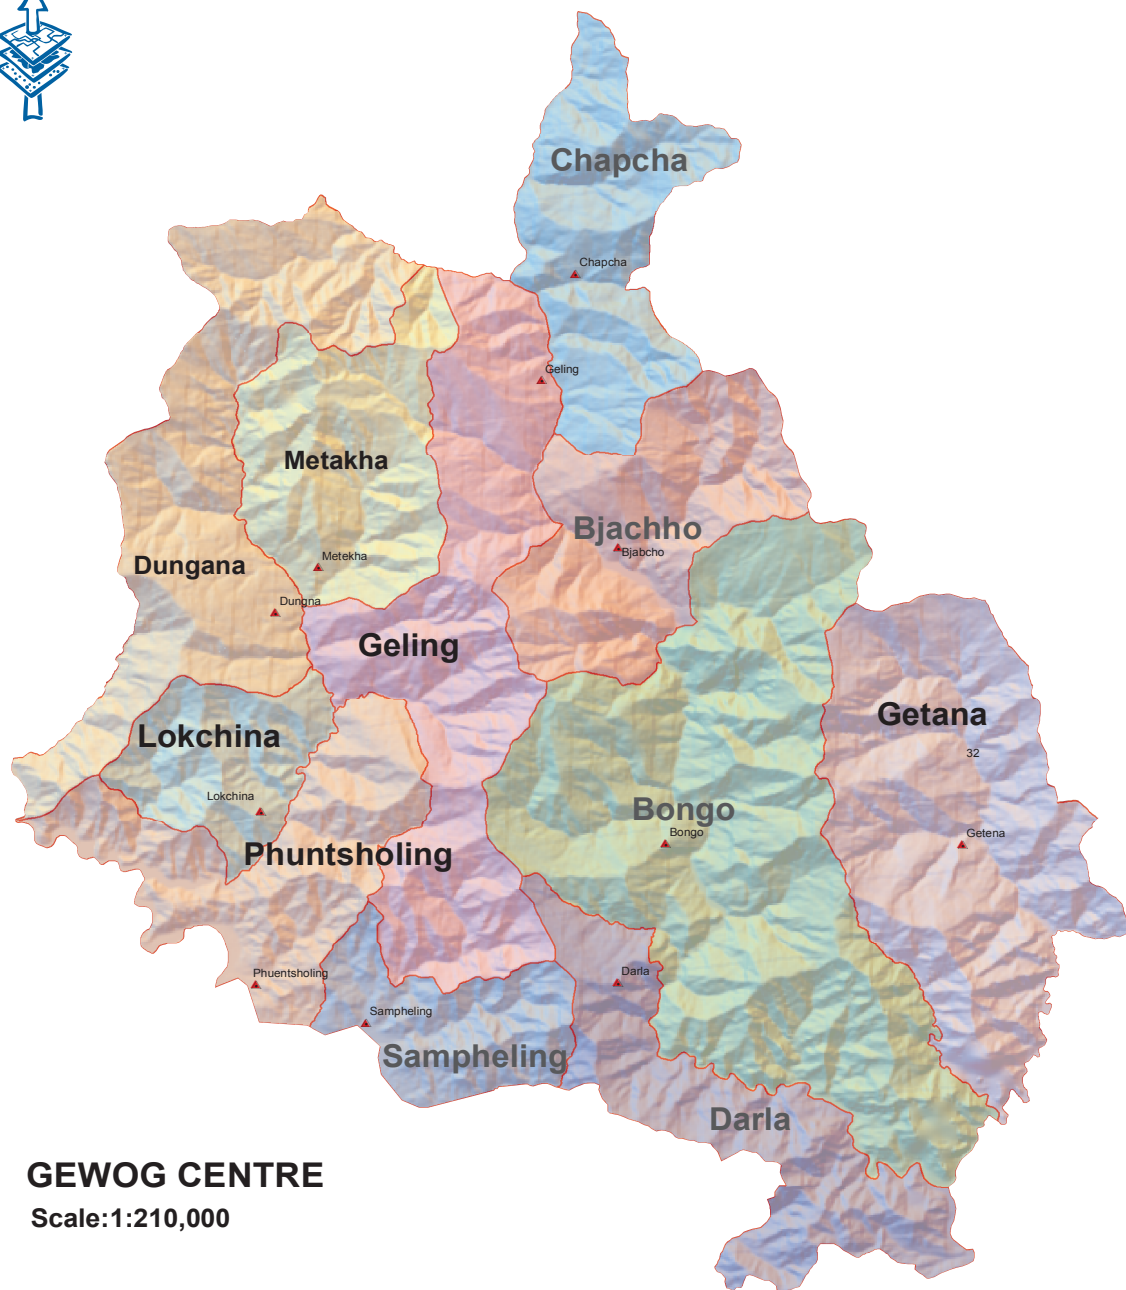 Chapcha
Chapcha
Geling
Metakha
Bjachho
Bjabcho
Metekha
Dungana
Dungna
Geling
Getana
32
Lokchina
Lokchina
Bongo
Bongo
Getena
Phuntsholing
Phuentsholing
Darla
Sampheling
Sampheling
Darla
GEWOG CENTRE
Scale:1:210,000